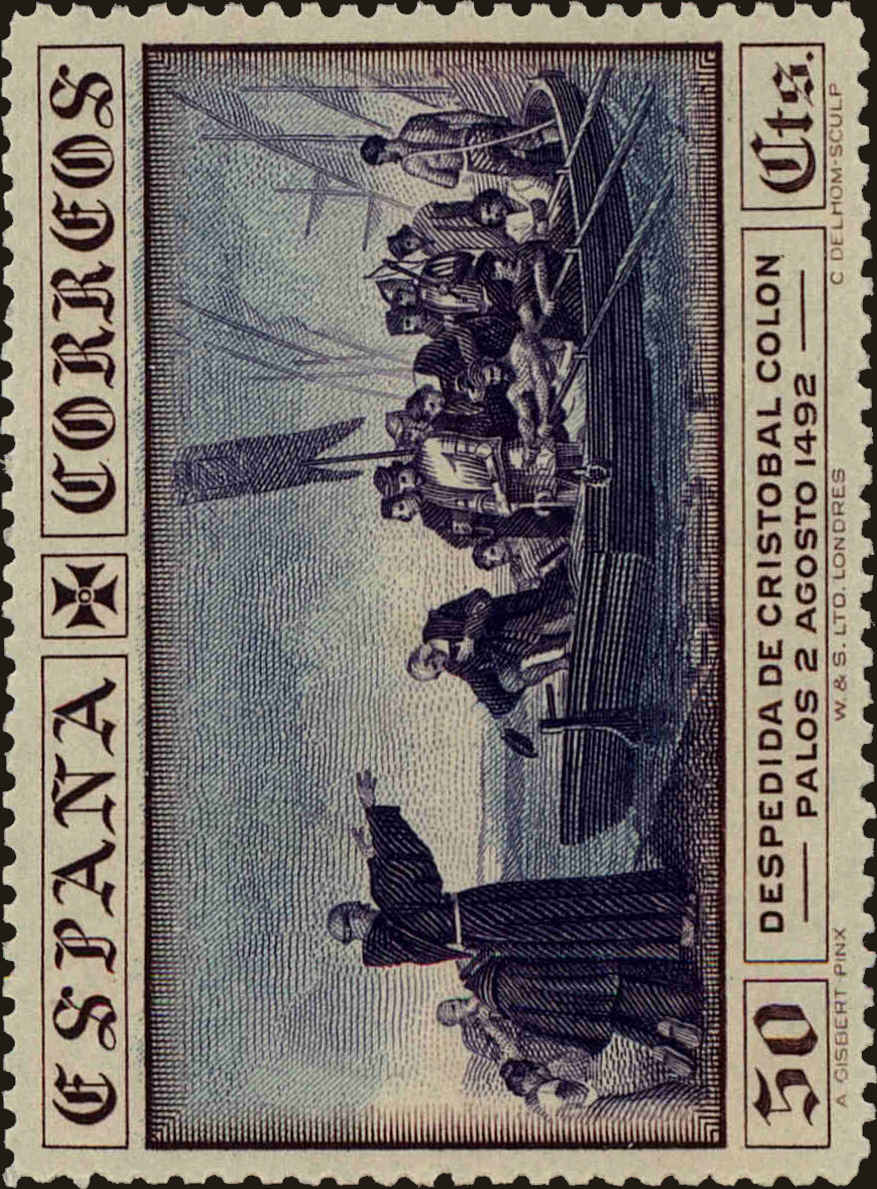 ESPAÑA CORREOS
50 DESPEDIDA DE CRISTOBAL COLON Cts.
PALOS 2 AGOSTO 1492
A. GISBERT-PINX W. & S. LTD. LONDRES C DELHOM-SCULP